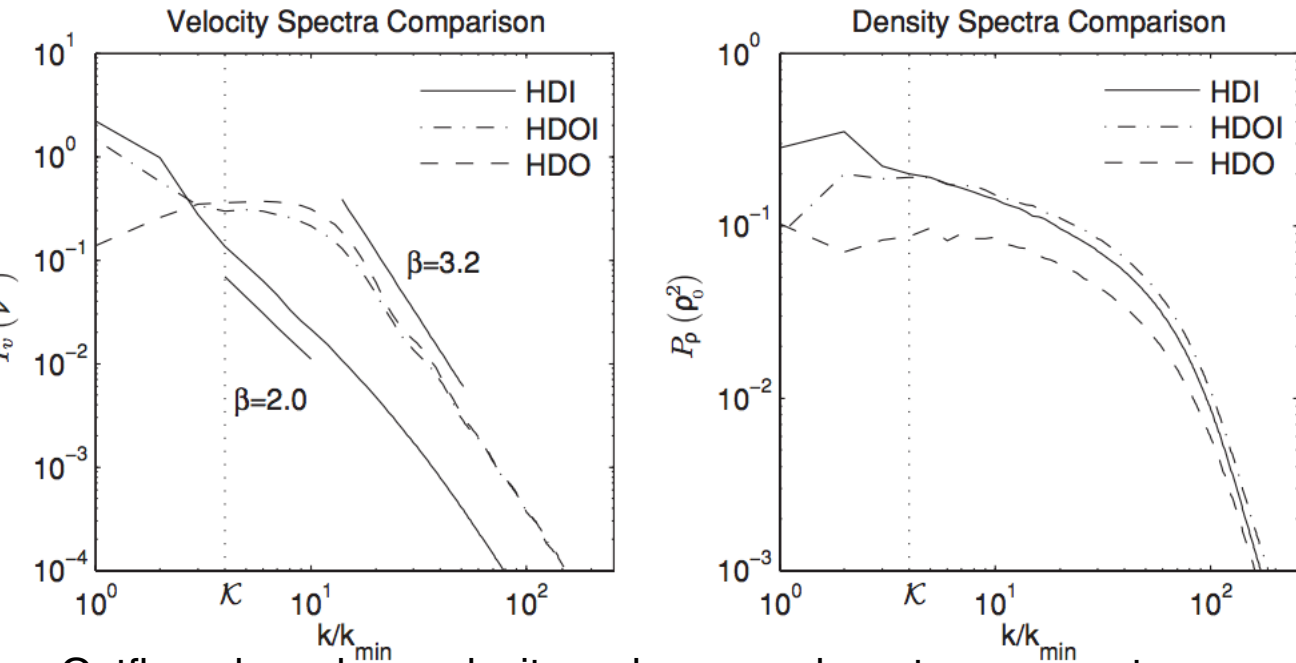 Velocity Spectra Comparison
10^1
10^0
10^-1
10^-2
10^-3
10^-4
HDI
HDOI
HDO
β=3.2
β=2.0
10^0
K
10^1
10^2
k/k_min
Density Spectra Comparison
P_ρ (ρ_0^2)
10^0
10^-1
10^-2
10^-3
HDI
HDOI
HDO
10^0
K
10^1
10^2
k/k_min